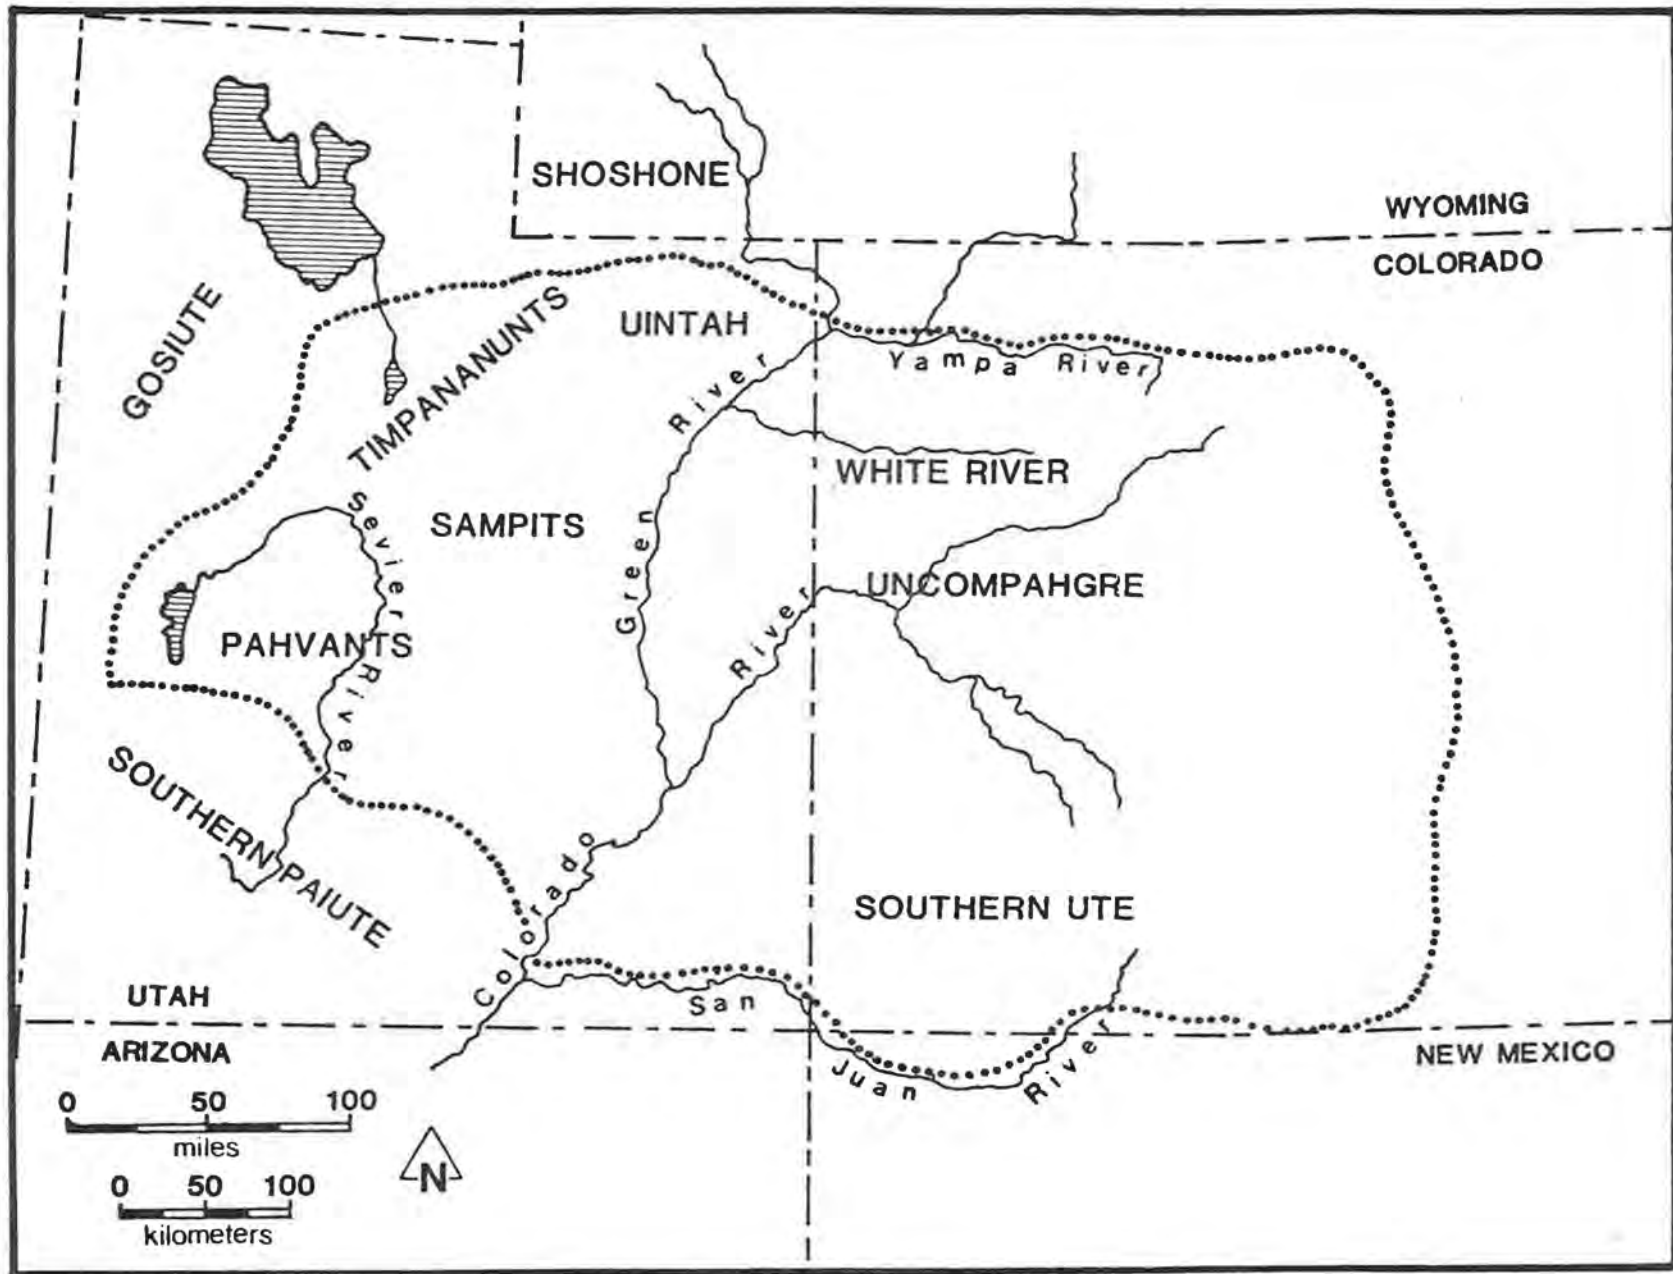 SHOSHONE
WYOMING
COLORADO
GOSIUTE
TIMPANANUNTS
UINTAH
Yampa River
Green River
WHITE RIVER
SAMPITS
Sevier River
UNCOMPAHGRE
PAHVANTS
SOUTHERN PAIUTE
Colorado River
SOUTHERN UTE
San Juan River
UTAH
ARIZONA
NEW MEXICO
0 50 100
miles
0 50 100
kilometers
N